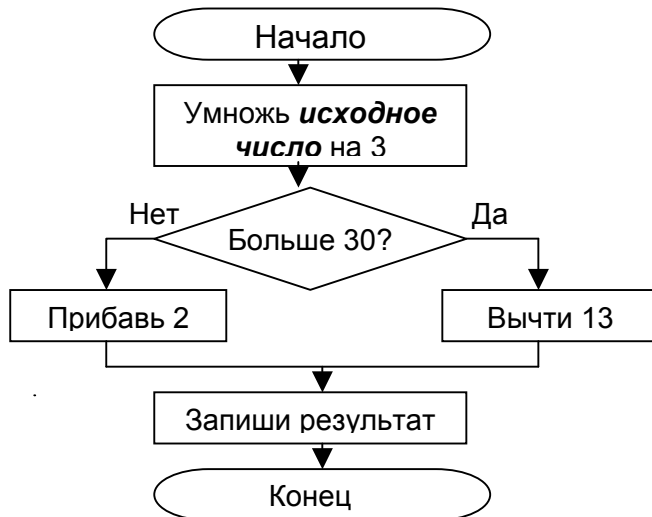 Начало
Умножь исходное
число на 3
Нет
Да
Больше 30?
Прибавь 2
Вычти 13
Запиши результат
Конец